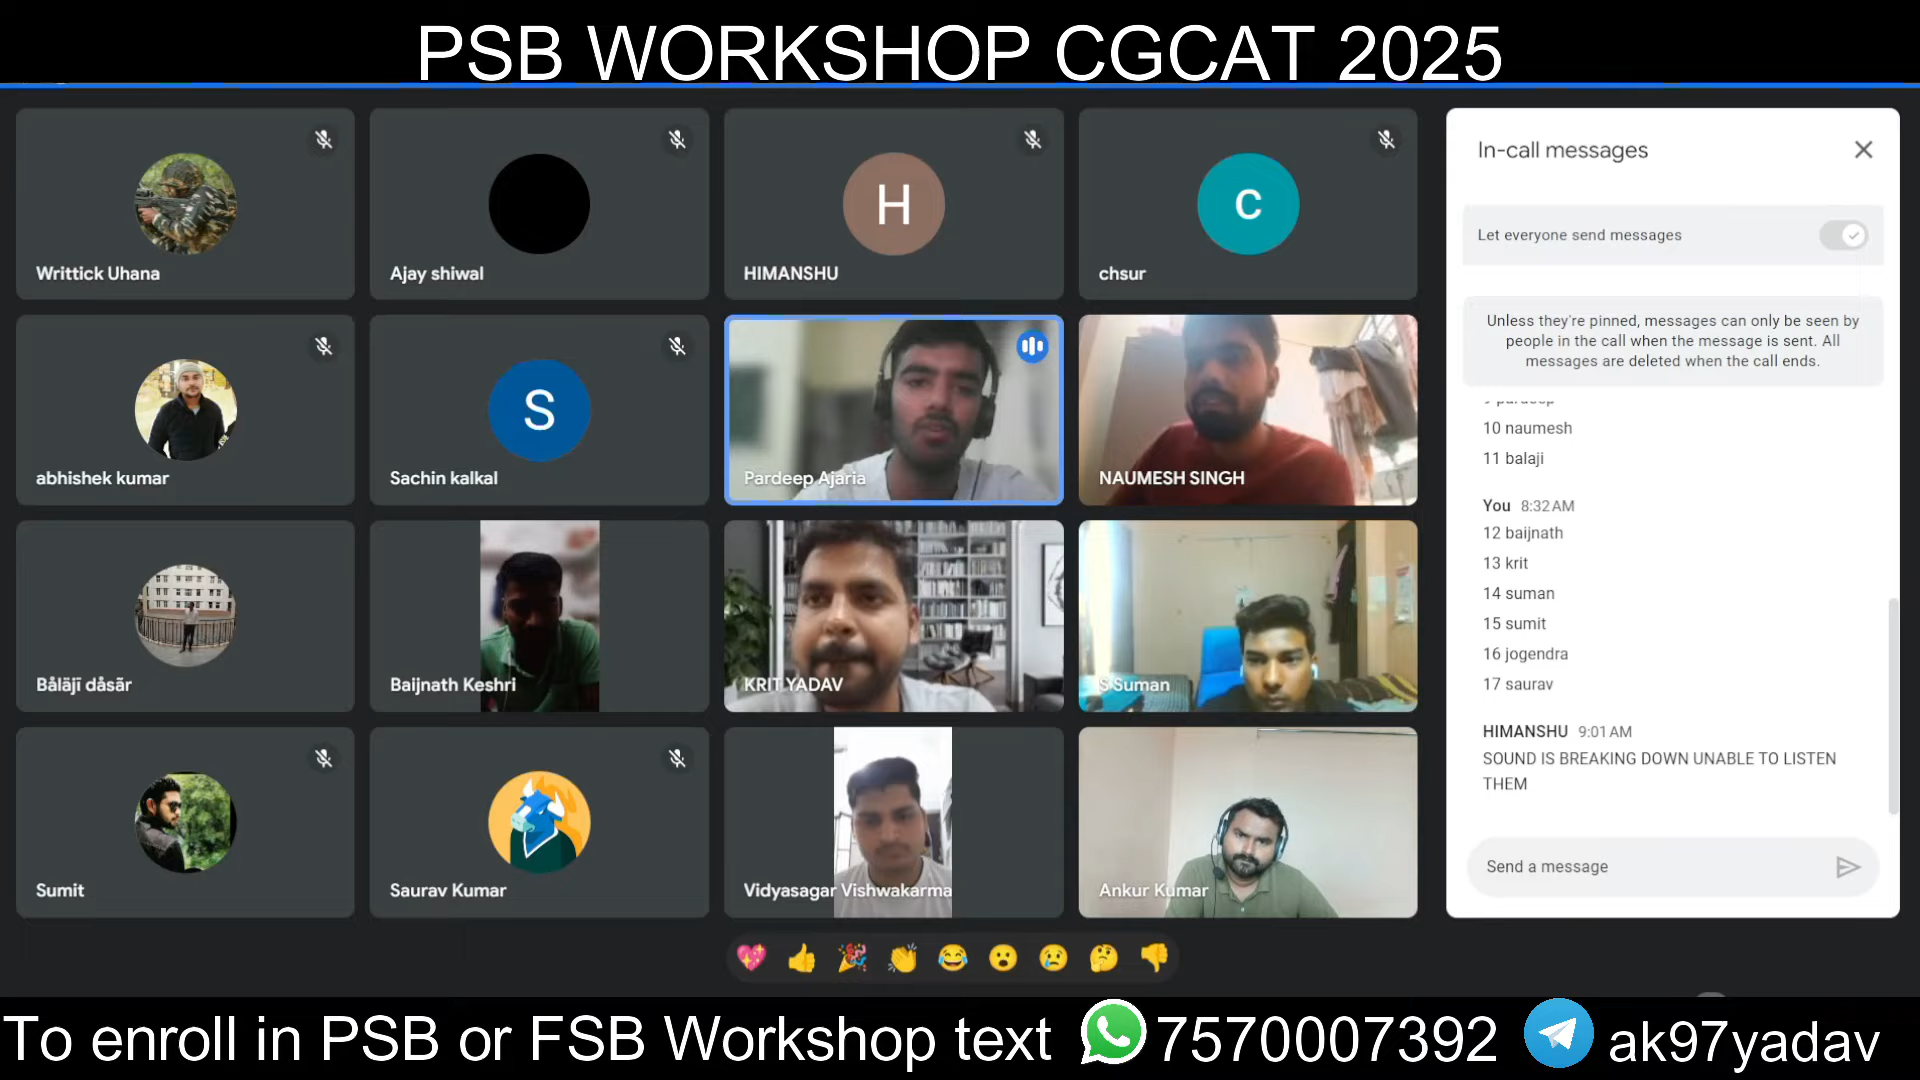 PSB WORKSHOP CGCAT 2025
Writtick Uhana
Ajay shiwal
H
HIMANSHU
C
chsur
abhishek kumar
S
Sachin kalkal
Pardeep Ajaria
NAUMESH SINGH
Båläjï dåsãr
Baijnath Keshri
KRIT YADAV
S Suman
Sumit
Saurav Kumar
Vidyasagar Vishwakarma
Ankur Kumar
In-call messages
Let everyone send messages
Unless they're pinned, messages can only be seen by
people in the call when the message is sent. All
messages are deleted when the call ends.
9 pardeep
10 naumesh
11 balaji
You 8:32 AM
12 baijnath
13 krit
14 suman
15 sumit
16 jogendra
17 saurav
HIMANSHU 9:01 AM
SOUND IS BREAKING DOWN UNABLE TO LISTEN
THEM
Send a message
To enroll in PSB or FSB Workshop text 7570007392 ak97yadav